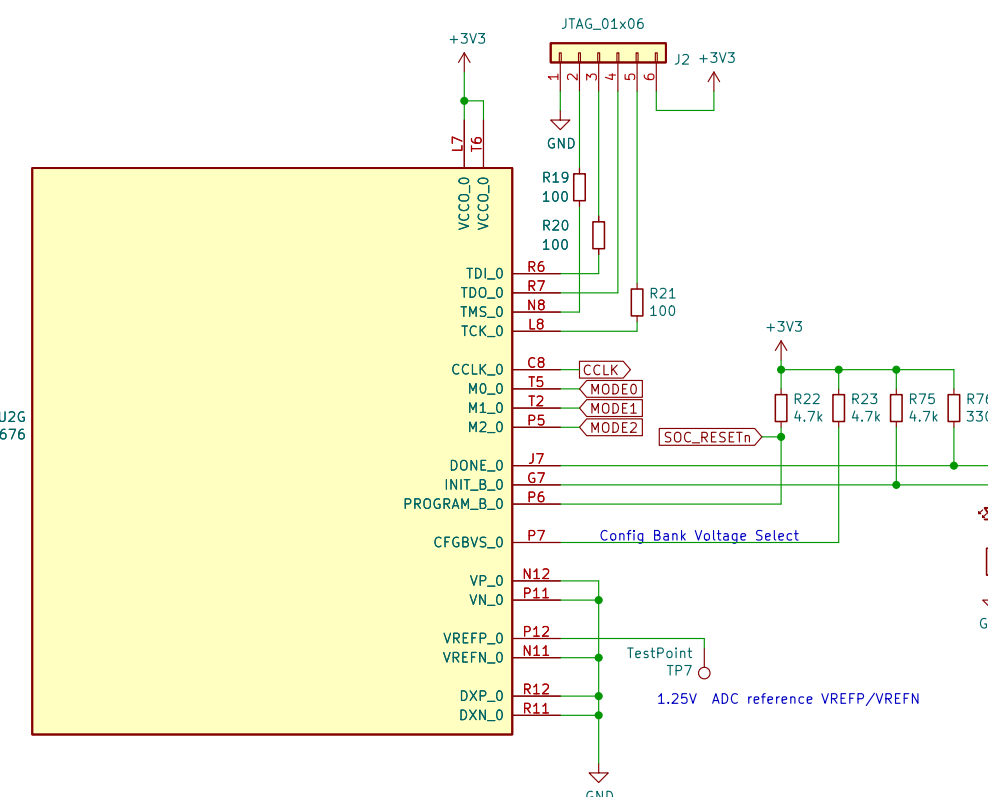 JTAG_01x06
+3V3
J2 +3V3
1 2 3 4 5 6
L7 T6
GND
VCCO_0 VCCO_0
R19
100
R20
100
TDI_0 R6
TDO_0 R7
R21
TMS_0 N8
100
TCK_0 L8
+3V3
CCLK_0 C8 CCLK
M0_0 T5 MODE0
R22 R23 R75 R76
M1_0 T2 MODE1
4.7k 4.7k 4.7k 330
U2G
M2_0 P5 MODE2
676
SOC_RESETn
DONE_0 J7
INIT_B_0 G7
PROGRAM_B_0 P6
CFGBVS_0 P7 Config Bank Voltage Select
VP_0 N12
VN_0 P11
G
VREFP_0 P12
VREFN_0 N11
TestPoint
TP7
DXP_0 R12
1.25V ADC reference VREFP/VREFN
DXN_0 R11
GND